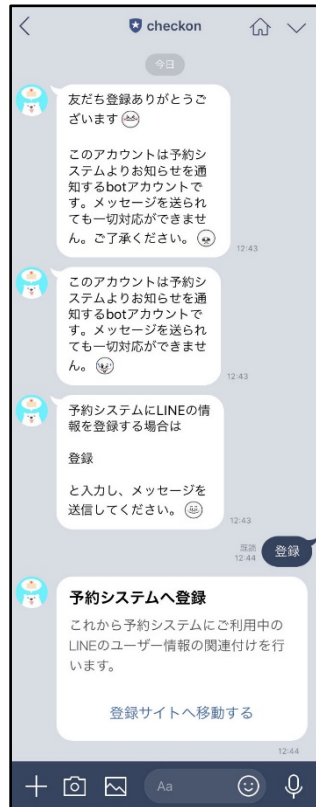 checkon
今日
友だち登録ありがとうご
ざいます
このアカウントは予約シ
ステムよりお知らせを通
知するbotアカウントで
す。メッセージを送られ
ても一切対応ができませ
ん。ご了承ください。
12:43
このアカウントは予約シ
ステムよりお知らせを通
知するbotアカウントで
す。メッセージを送られ
ても一切対応ができませ
ん。
12:43
予約システムにLINEの情
報を登録する場合は
登録
と入力し、メッセージを
送信してください。
12:43
既読
12:44
登録
予約システムへ登録
これから予約システムにご利用中の
LINEのユーザー情報の関連付けを行
います。
登録サイトへ移動する
12:44
Aa